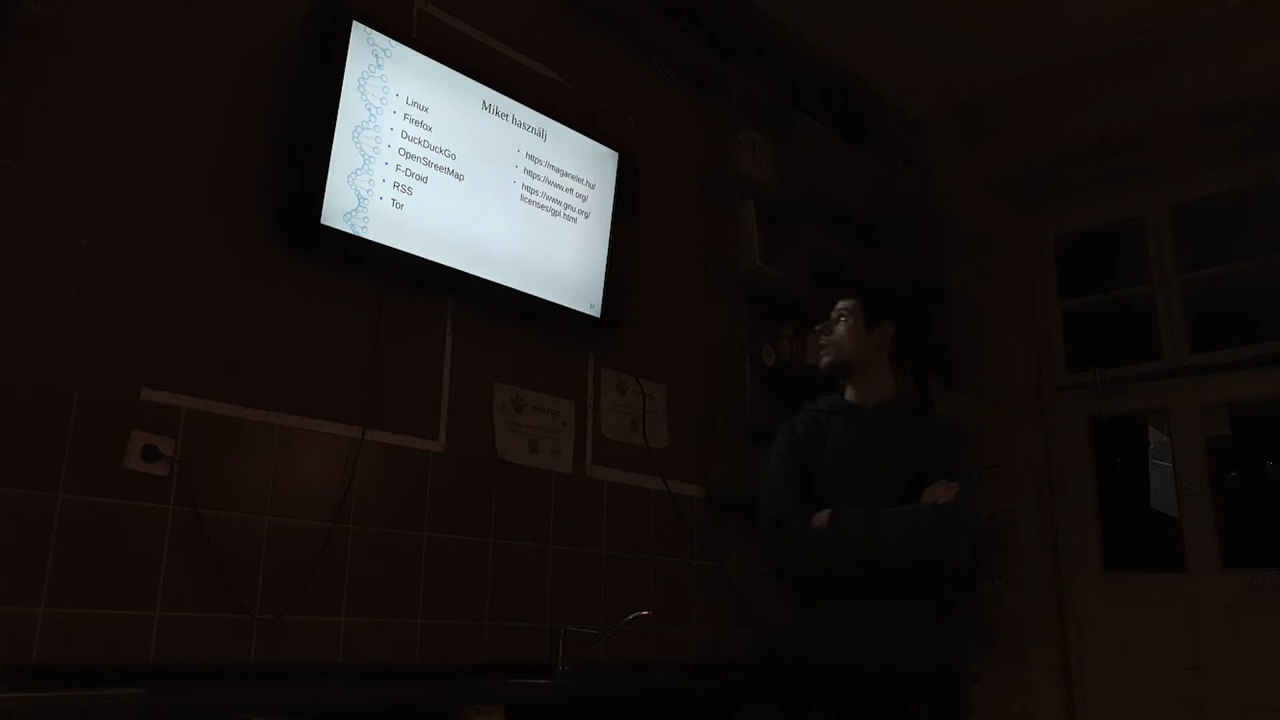 Miket használj
Linux
Firefox
DuckDuckGo
OpenStreetMap
F-Droid
RSS
Tor
https://maganelet.hu/
https://www.eff.org/
https://www.gnu.org/
licenses/gpl.html